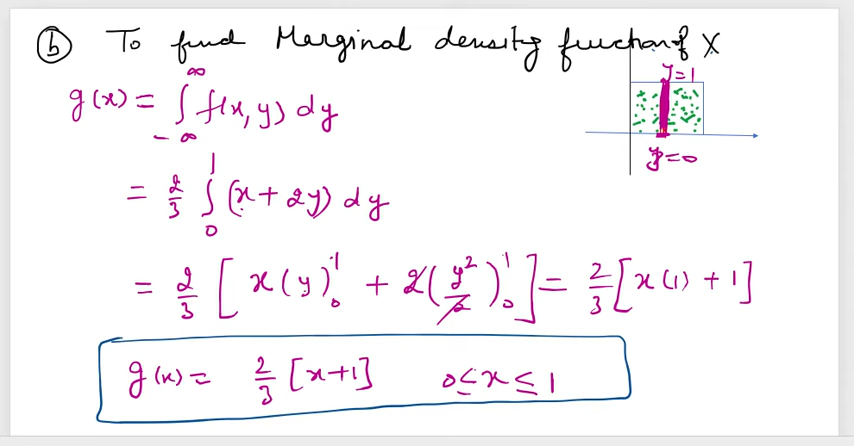 (b) To find Marginal density function of X
y=1
g(x) = ∫_{-∞}^{∞} f(x,y) dy
y=0
= 2/3 ∫_0^1 (x+2y) dy
= 2/3 [ x(y)_0^1 + 2(y²/2)_0^1 ] = 2/3 [x(1)+1]
g(x) = 2/3 [x+1] 0≤x≤1